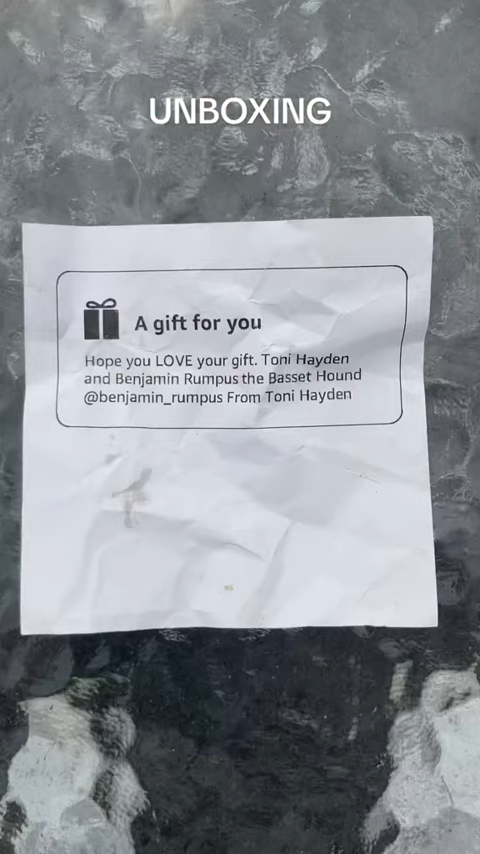 UNBOXING
A gift for you
Hope you LOVE your gift. Toni Hayden
and Benjamin Rumpus the Basset Hound
@benjamin_rumpus From Toni Hayden